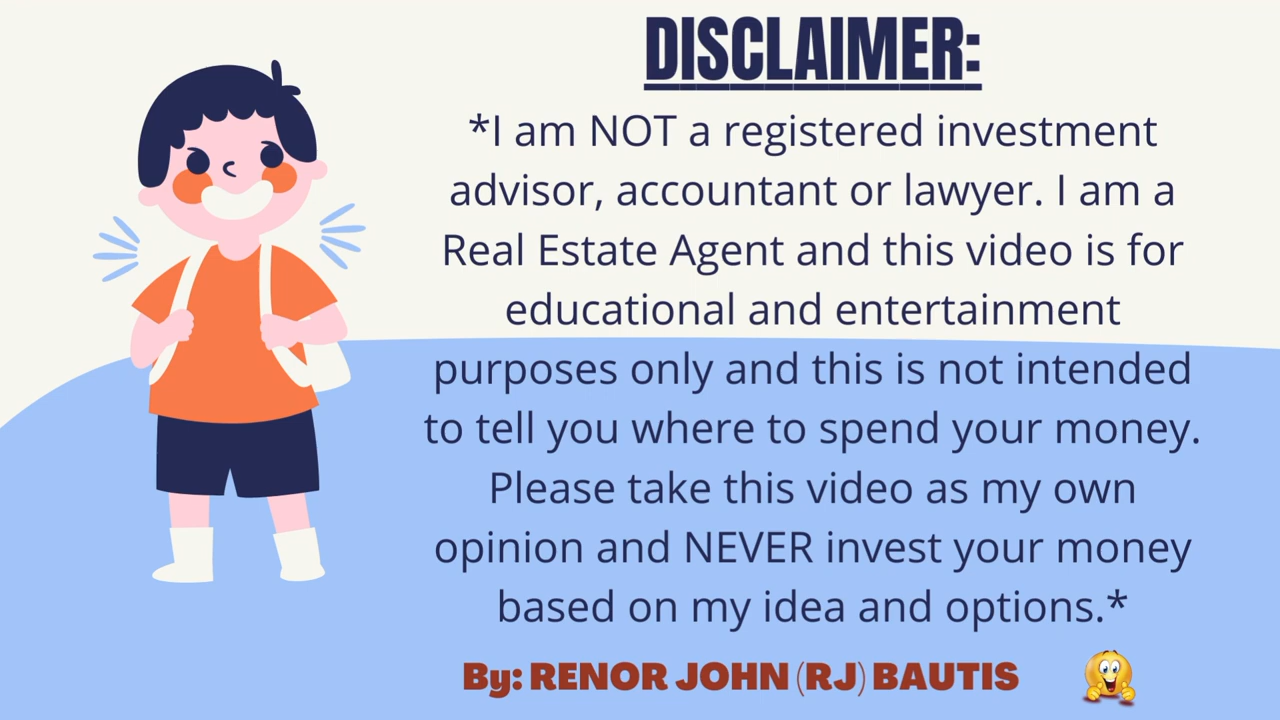 DISCLAIMER:
*I am NOT a registered investment
advisor, accountant or lawyer. I am a
Real Estate Agent and this video is for
educational and entertainment
purposes only and this is not intended
to tell you where to spend your money.
Please take this video as my own
opinion and NEVER invest your money
based on my idea and options.*
By: RENOR JOHN (RJ) BAUTIS